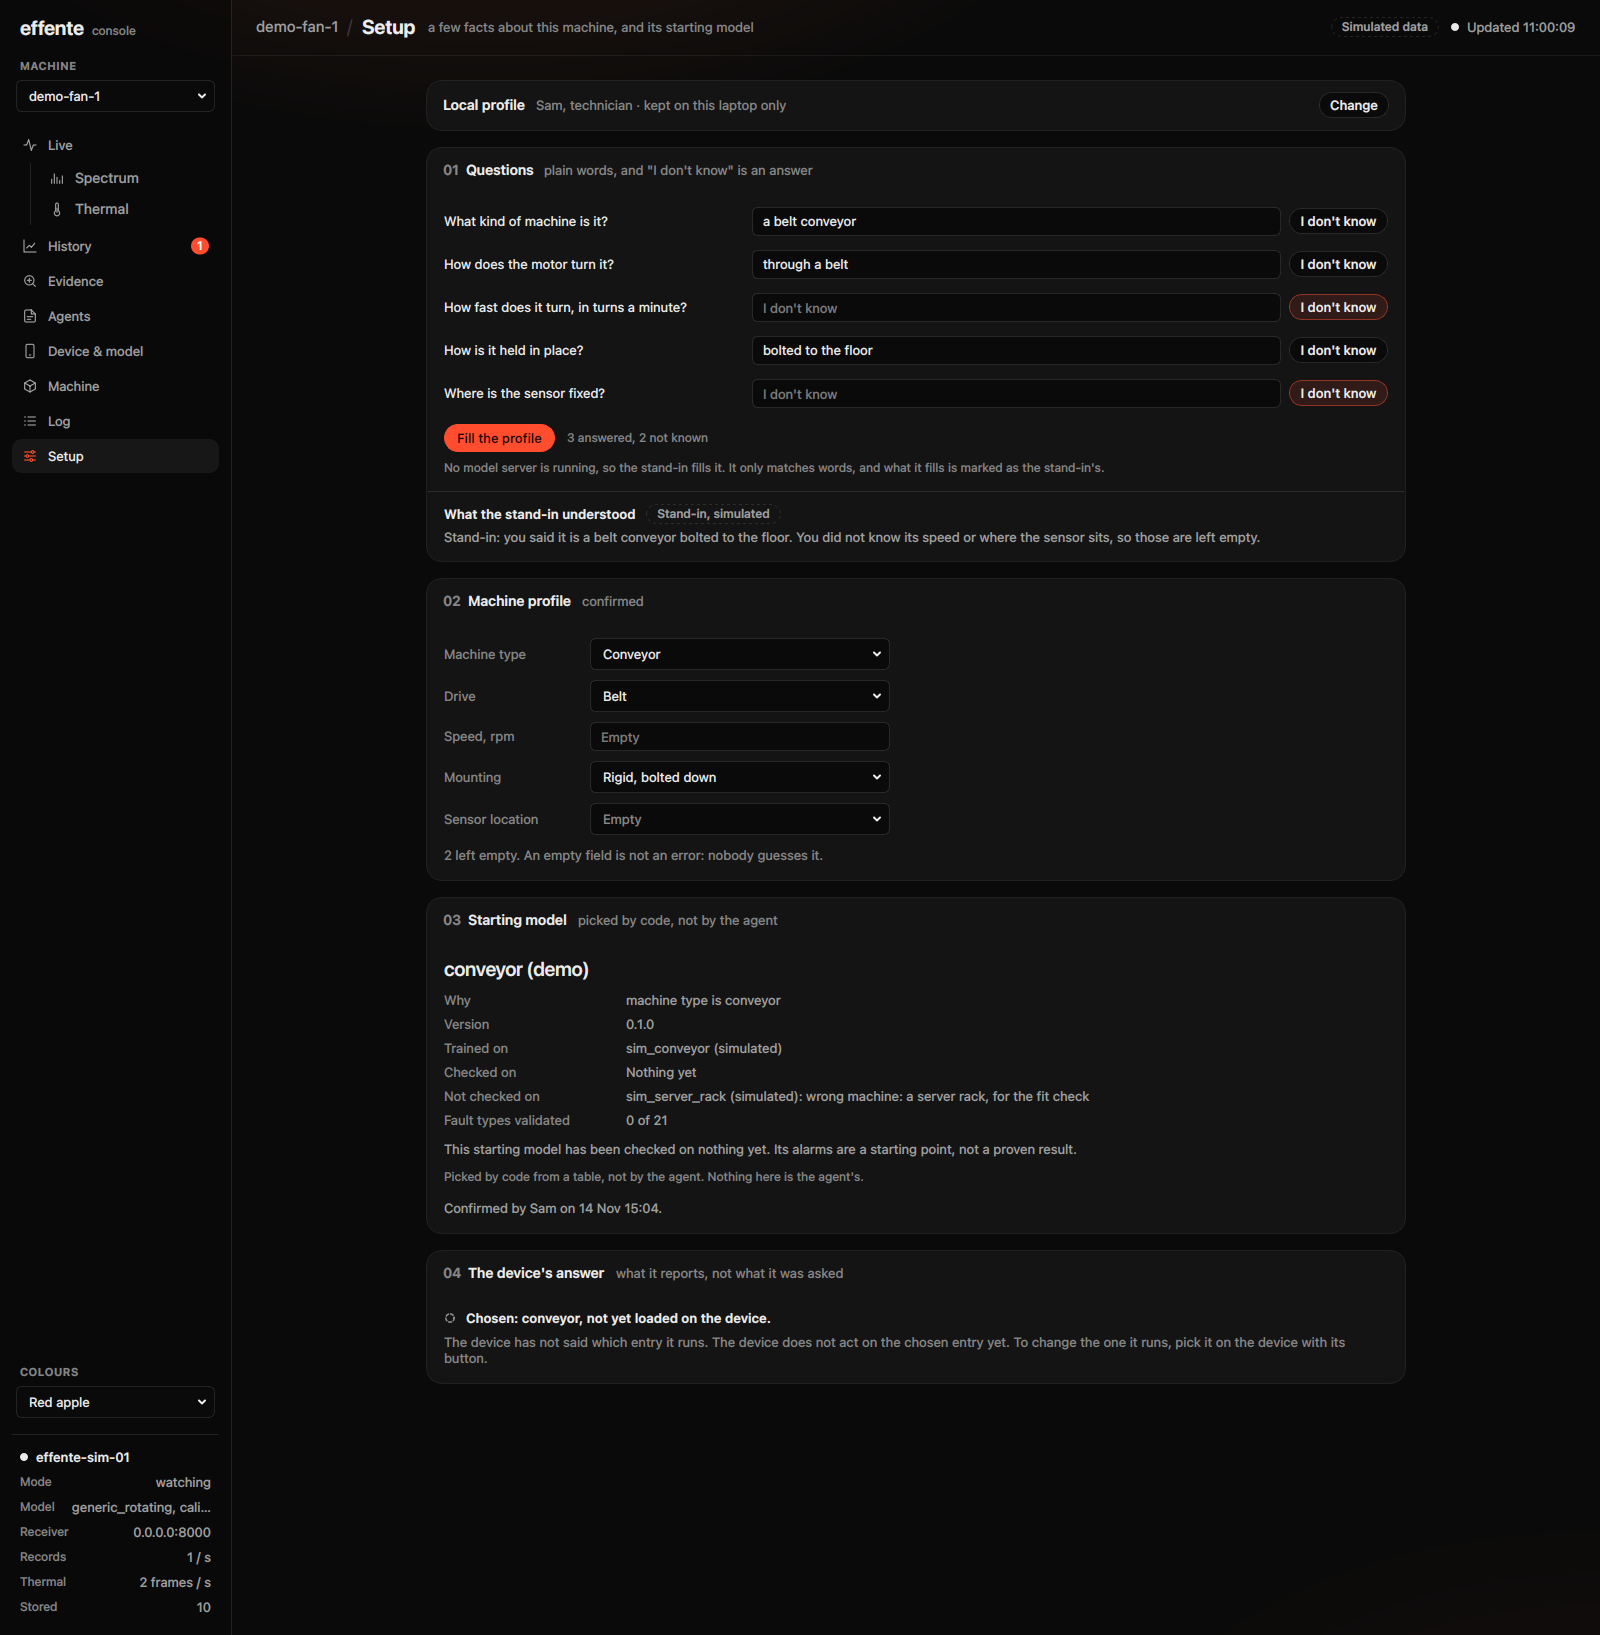 effente console
MACHINE
demo-fan-1
Live
Spectrum
Thermal
History 1
Evidence
Agents
Device & model
Machine
Log
Setup
COLOURS
Red apple
effente-sim-01
Mode watching
Model generic_rotating, cali...
Receiver 0.0.0.0:8000
Records 1 / s
Thermal 2 frames / s
Stored 10
demo-fan-1 / Setup a few facts about this machine, and its starting model
Simulated data Updated 11:00:09
Local profile Sam, technician · kept on this laptop only Change
01 Questions plain words, and "I don't know" is an answer
What kind of machine is it? a belt conveyor I don't know
How does the motor turn it? through a belt I don't know
How fast does it turn, in turns a minute? I don't know I don't know
How is it held in place? bolted to the floor I don't know
Where is the sensor fixed? I don't know I don't know
Fill the profile 3 answered, 2 not known
No model server is running, so the stand-in fills it. It only matches words, and what it fills is marked as the stand-in's.
What the stand-in understood Stand-in, simulated
Stand-in: you said it is a belt conveyor bolted to the floor. You did not know its speed or where the sensor sits, so those are left empty.
02 Machine profile confirmed
Machine type Conveyor
Drive Belt
Speed, rpm Empty
Mounting Rigid, bolted down
Sensor location Empty
2 left empty. An empty field is not an error: nobody guesses it.
03 Starting model picked by code, not by the agent
conveyor (demo)
Why machine type is conveyor
Version 0.1.0
Trained on sim_conveyor (simulated)
Checked on Nothing yet
Not checked on sim_server_rack (simulated): wrong machine: a server rack, for the fit check
Fault types validated 0 of 21
This starting model has been checked on nothing yet. Its alarms are a starting point, not a proven result.
Picked by code from a table, not by the agent. Nothing here is the agent's.
Confirmed by Sam on 14 Nov 15:04.
04 The device's answer what it reports, not what it was asked
Chosen: conveyor, not yet loaded on the device.
The device has not said which entry it runs. The device does not act on the chosen entry yet. To change the one it runs, pick it on the device with its
button.